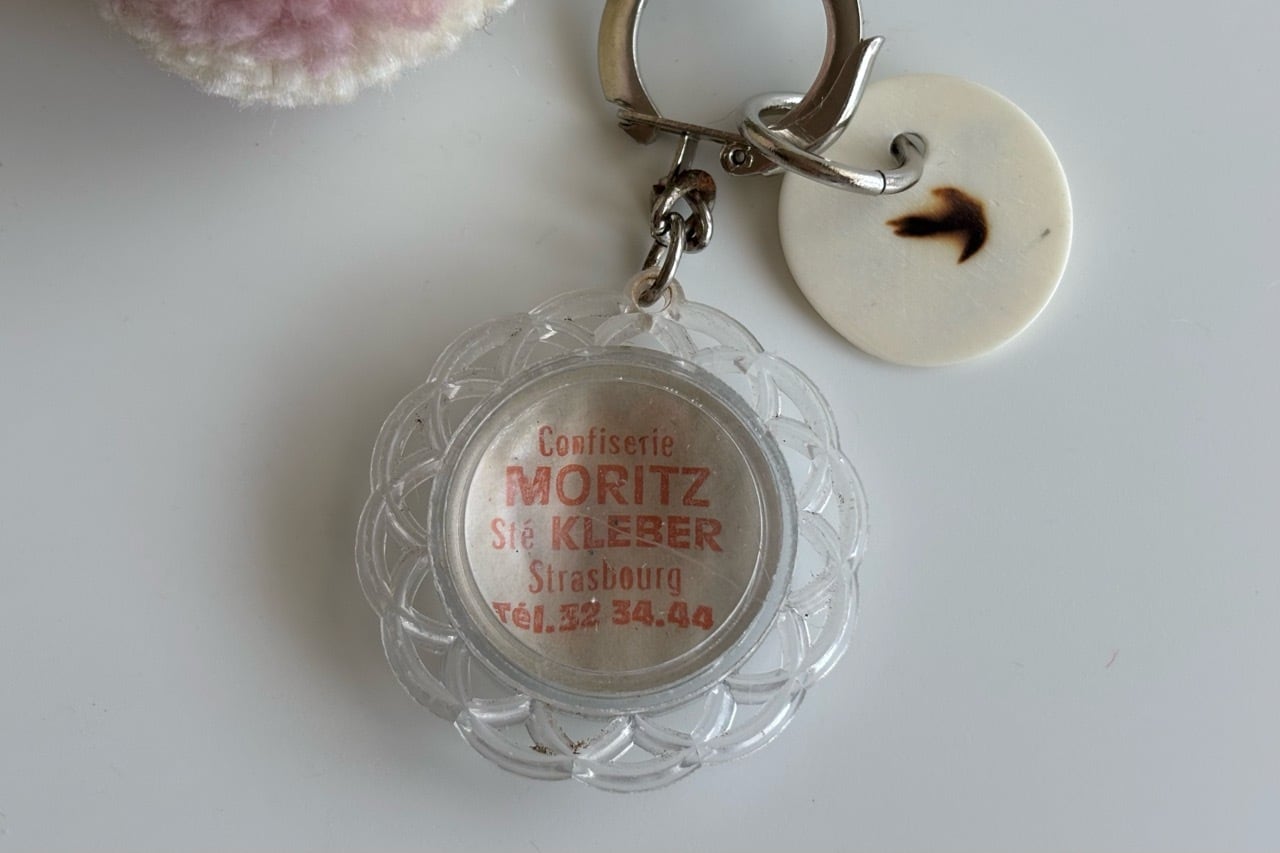 Confiserie
MORITZ
Sté KLEBER
Strasbourg
Tél.32 34.44